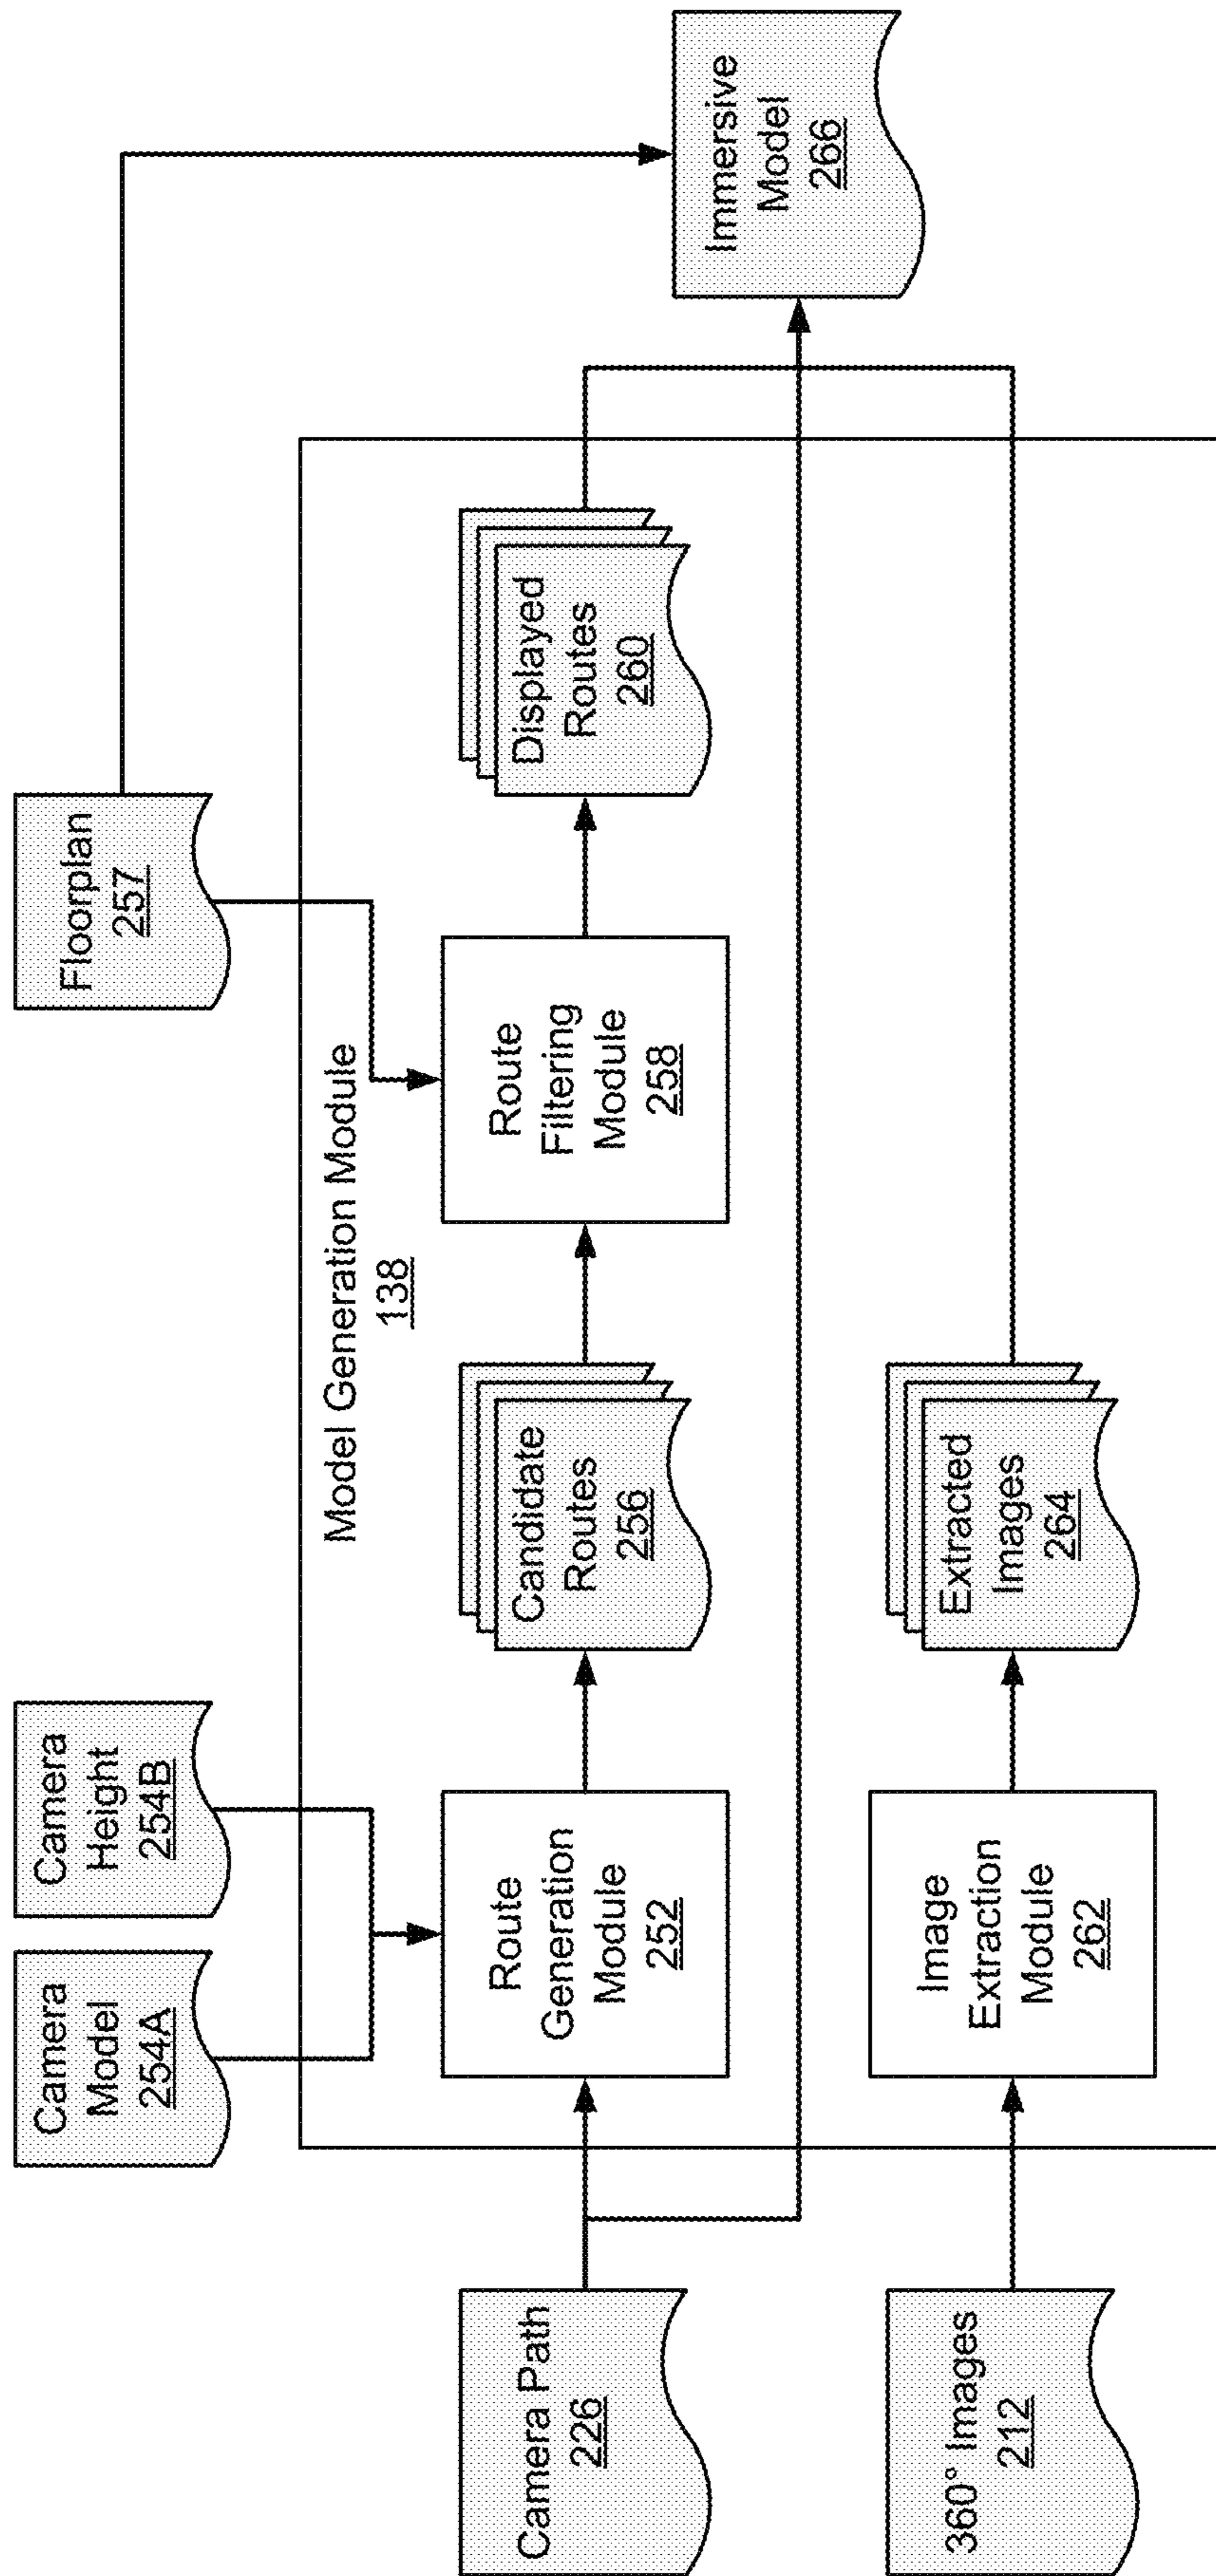 Camera
Model
254A
Camera
Height
254B
Floorplan
257
Model Generation Module
138
Camera Path
226
Route
Generation
Module
252
Candidate
Routes
256
Route
Filtering
Module
258
Displayed
Routes
260
Immersive
Model
266
360° Images
212
Image
Extraction
Module
262
Extracted
Images
264